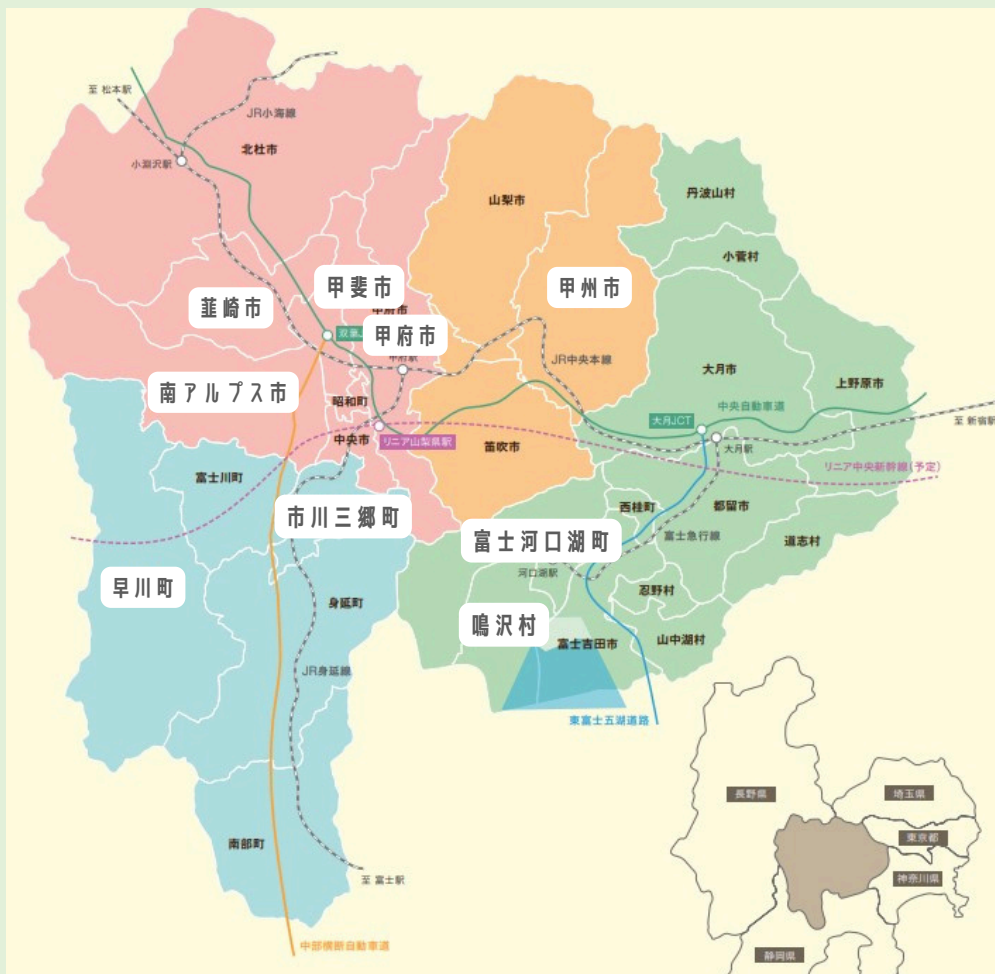 至 松本駅
JR小海線
北杜市
小淵沢駅
丹波山村
山梨市
小菅村
甲斐市
甲州市
韮崎市
甲府市
甲府市
双葉J
甲府駅
JR中央本線
大月市
上野原市
南アルプス市
昭和町
中央自動車道
大月JCT
至 新宿駅
中央市
リニア山梨県駅
大月駅
笛吹市
リニア中央新幹線(予定)
富士川町
市川三郷町
西桂町
都留市
富士河口湖町
富士急行線
道志村
早川町
河口湖駅
忍野村
身延町
鳴沢村
富士吉田市
山中湖村
JR身延線
東富士五湖道路
長野県
埼玉県
東京都
南部町
至 富士駅
神奈川県
中部横断自動車道
静岡県